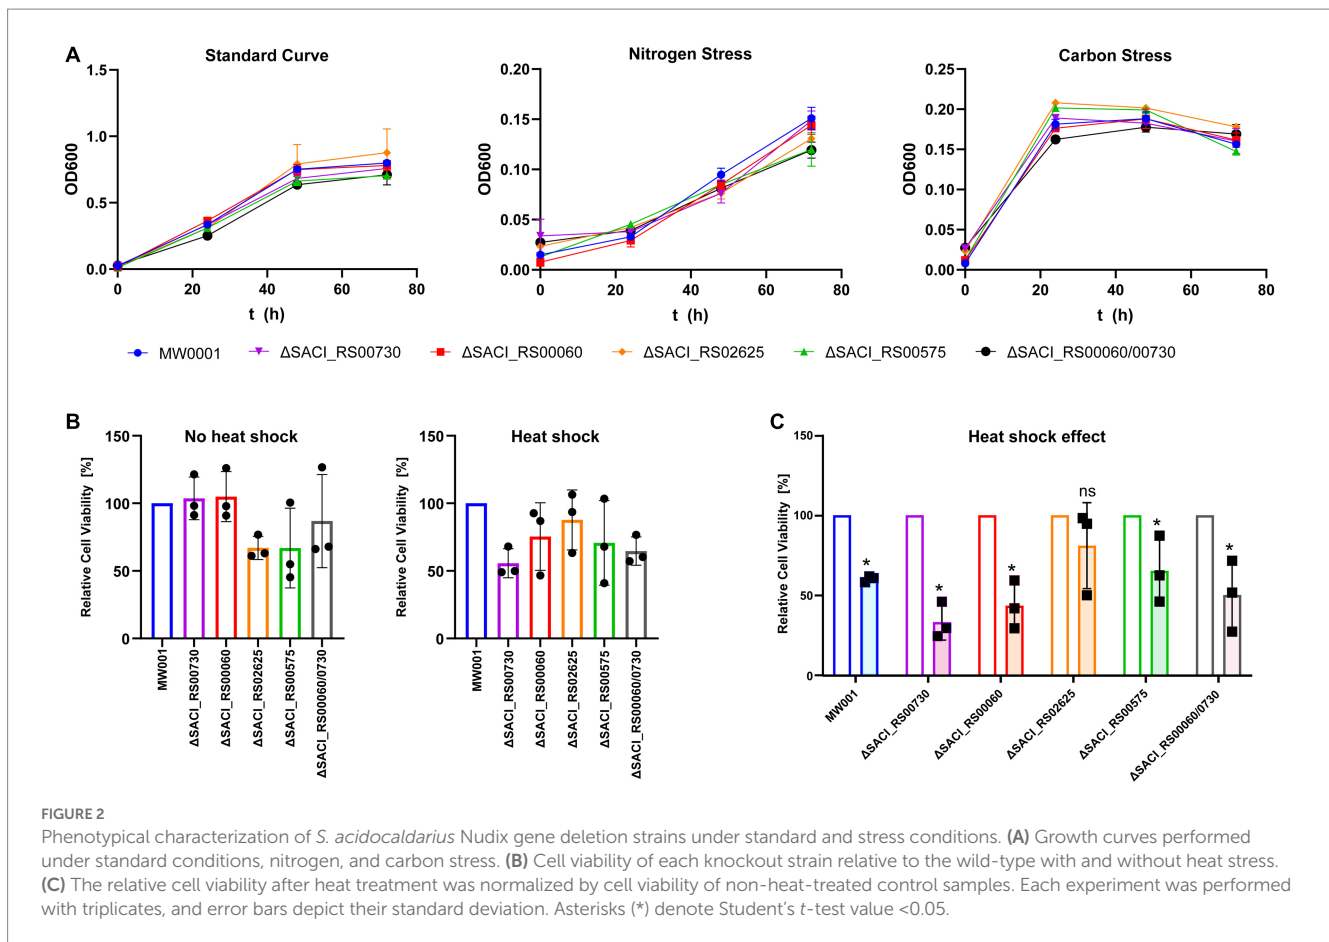 A
Standard Curve
1.5
1.0
0.5
0.0
OD600
0 20 40 60 80
t (h)
Nitrogen Stress
0.20
0.15
0.10
0.05
0.00
OD600
0 20 40 60 80
t (h)
Carbon Stress
0.25
0.20
0.15
0.10
0.05
0.00
OD600
0 20 40 60 80
t (h)
MW0001 ΔSACI_RS00730 ΔSACI_RS00060 ΔSACI_RS02625 ΔSACI_RS00575 ΔSACI_RS00060/00730
B
No heat shock
150
100
50
0
Relative Cell Viability [%]
MW001
ΔSACI_RS00730
ΔSACI_RS00060
ΔSACI_RS02625
ΔSACI_RS00575
ΔSACI_RS00060/0730
Heat shock
150
100
50
0
Relative Cell Viability [%]
MW001
ΔSACI_RS00730
ΔSACI_RS00060
ΔSACI_RS02625
ΔSACI_RS00575
ΔSACI_RS00060/0730
C
Heat shock effect
150
100
50
0
Relative Cell Viability [%]
* * * ns * *
MW001
ΔSACI_RS00730
ΔSACI_RS00060
ΔSACI_RS02625
ΔSACI_RS00575
ΔSACI_RS00060/0730
FIGURE 2
Phenotypical characterization of S. acidocaldarius Nudix gene deletion strains under standard and stress conditions. (A) Growth curves performed
under standard conditions, nitrogen, and carbon stress. (B) Cell viability of each knockout strain relative to the wild-type with and without heat stress.
(C) The relative cell viability after heat treatment was normalized by cell viability of non-heat-treated control samples. Each experiment was performed
with triplicates, and error bars depict their standard deviation. Asterisks (*) denote Student's t-test value <0.05.